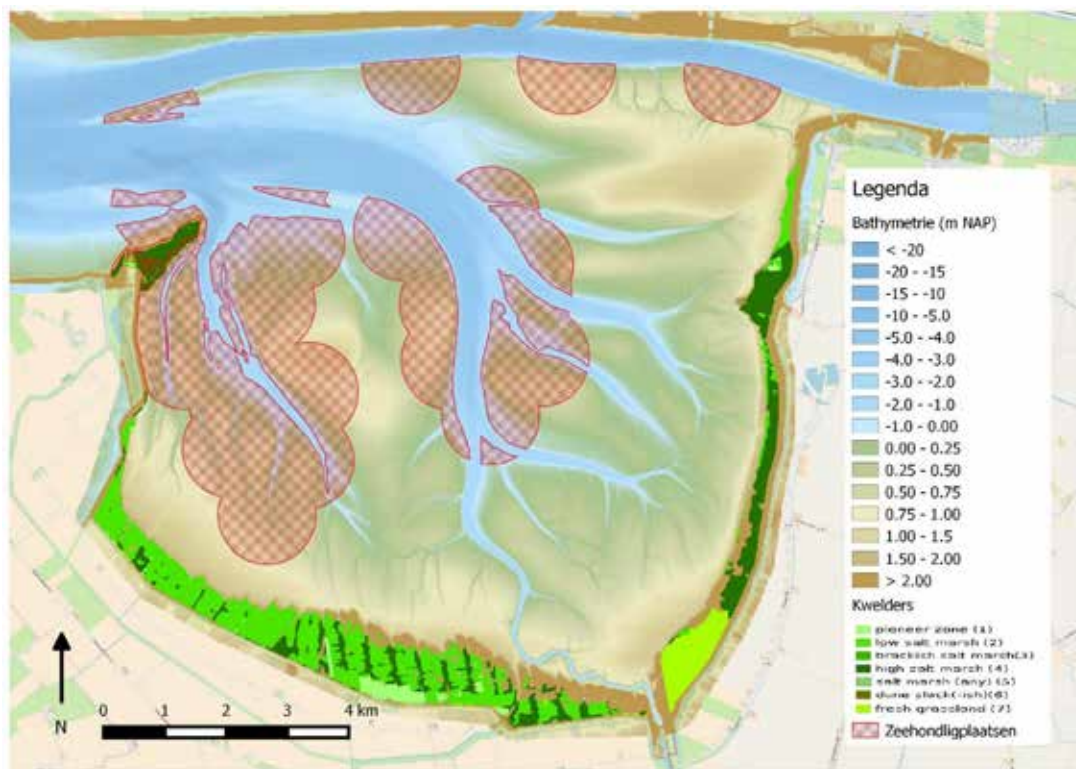 Legenda
Bathymetrie (m NAP)
< -20
-20 - -15
-15 - -10
-10 - -5.0
-5.0 - -4.0
-4.0 - -3.0
-3.0 - -2.0
-2.0 - -1.0
-1.0 - 0.00
0.00 - 0.25
0.25 - 0.50
0.50 - 0.75
0.75 - 1.00
1.00 - 1.5
1.50 - 2.00
> 2.00
Kwelders
pioneer zone (1)
low salt marsh (2)
brackish salt marsh(3)
high salt marsh (4)
salt marsh (any) (5)
dune slack(-ish)(6)
fresh grassland (7)
Zeehondligplaatsen
N
0 1 2 3 4 km